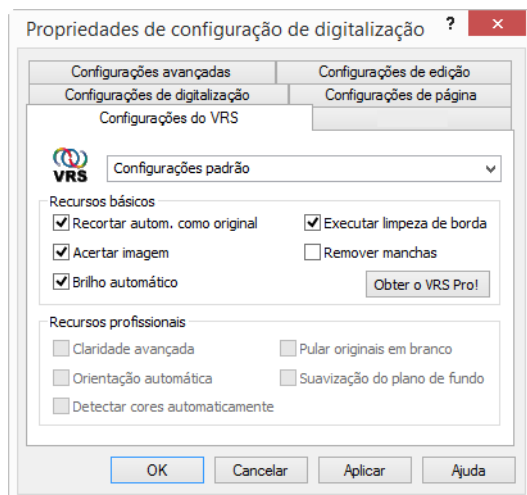 Propriedades de configuração de digitalização ? ×
Configurações avançadas Configurações de edição
Configurações de digitalização Configurações de página
Configurações do VRS
VRS Configurações padrão
Recursos básicos
Recortar autom. como original Executar limpeza de borda
Acertar imagem Remover manchas
Brilho automático Obter o VRS Pro!
Recursos profissionais
Claridade avançada Pular originais em branco
Orientação automática Suavização do plano de fundo
Detectar cores automaticamente
OK Cancelar Aplicar Ajuda